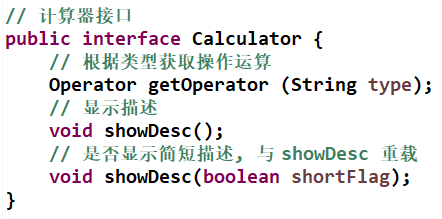 // 计算器接口
public interface Calculator {
    // 根据类型获取操作运算
    Operator getOperator (String type);
    // 显示描述
    void showDesc();
    // 是否显示简短描述, 与 showDesc 重载
    void showDesc(boolean shortFlag);
}